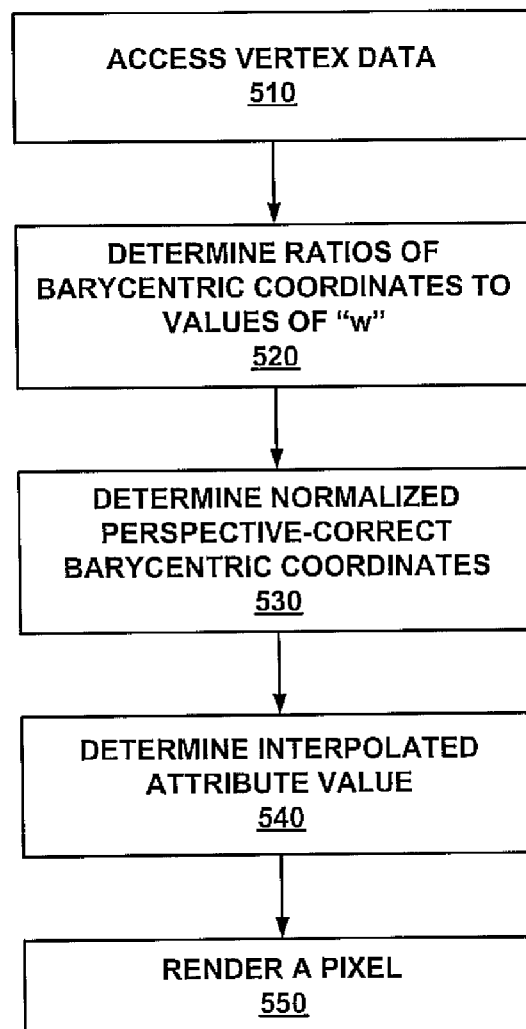 ACCESS VERTEX DATA
510
DETERMINE RATIOS OF
BARYCENTRIC COORDINATES TO
VALUES OF “w”
520
DETERMINE NORMALIZED
PERSPECTIVE-CORRECT
BARYCENTRIC COORDINATES
530
DETERMINE INTERPOLATED
ATTRIBUTE VALUE
540
RENDER A PIXEL
550